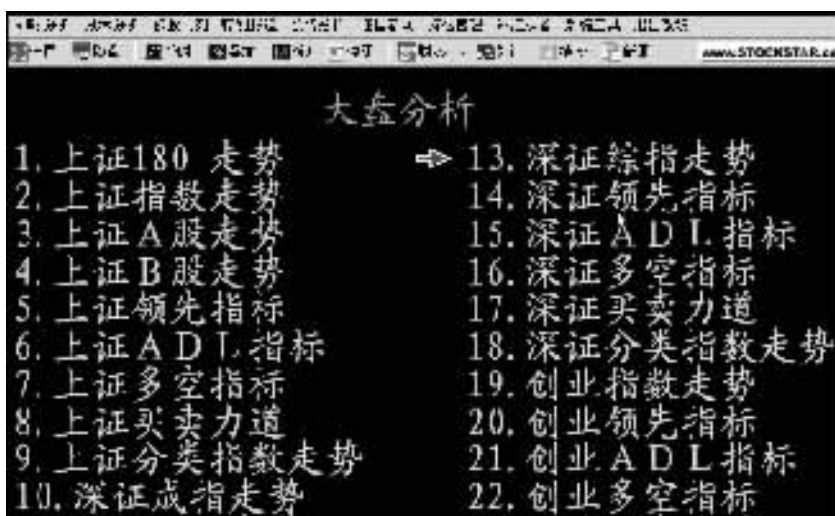 www.STOCKSTAR.co
大盘分析
1.上证180 走势
2.上证指数走势
3.上证A股走势
4.上证B股走势
5.上证领先指标
6.上证ADL指标
7.上证多空指标
8.上证买卖力道
9.上证分类指数走势
10.深证成指走势
13.深证综指走势
14.深证领先指标
15.深证ADL指标
16.深证多空指标
17.深证买卖力道
18.深证分类指数走势
19.创业指数走势
20.创业领先指标
21.创业ADL指标
22.创业多空指标